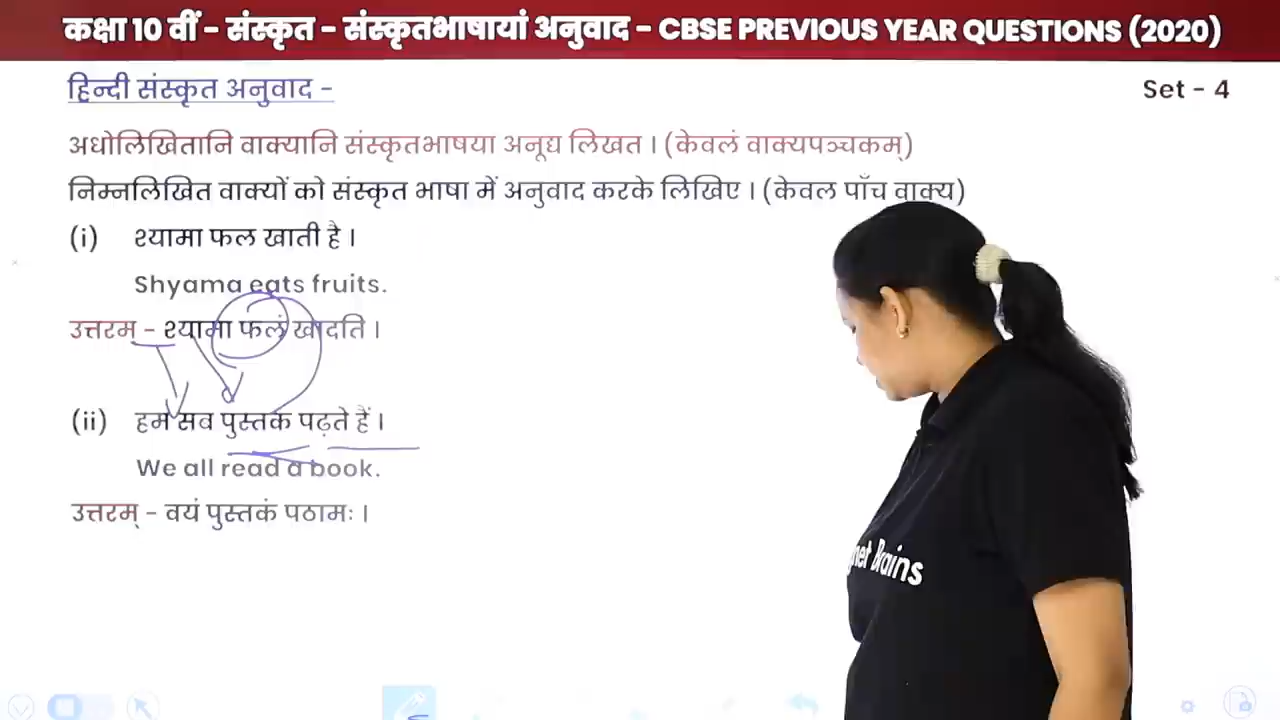 कक्षा 10 वीं - संस्कृत - संस्कृतभाषायां अनुवाद - CBSE PREVIOUS YEAR QUESTIONS (2020)
हिन्दी संस्कृत अनुवाद - Set - 4
अधोलिखितानि वाक्यानि संस्कृतभाषया अनूद्य लिखत । (केवलं वाक्यपञ्चकम्)
निम्नलिखित वाक्यों को संस्कृत भाषा में अनुवाद करके लिखिए । (केवल पाँच वाक्य)
(i) श्यामा फल खाती है ।
Shyama eats fruits.
उत्तरम् - श्यामा फलं खादति ।
(ii) हम सब पुस्तक पढ़ते हैं ।
We all read a book.
उत्तरम् - वयं पुस्तकं पठामः ।
Brains